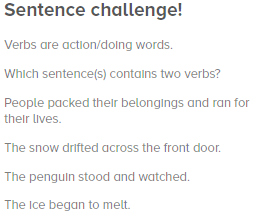 Sentence challenge!
Verbs are action/doing words.
Which sentence(s) contains two verbs?
People packed their belongings and ran for
their lives.
The snow drifted across the front door.
The penguin stood and watched.
The ice began to melt.